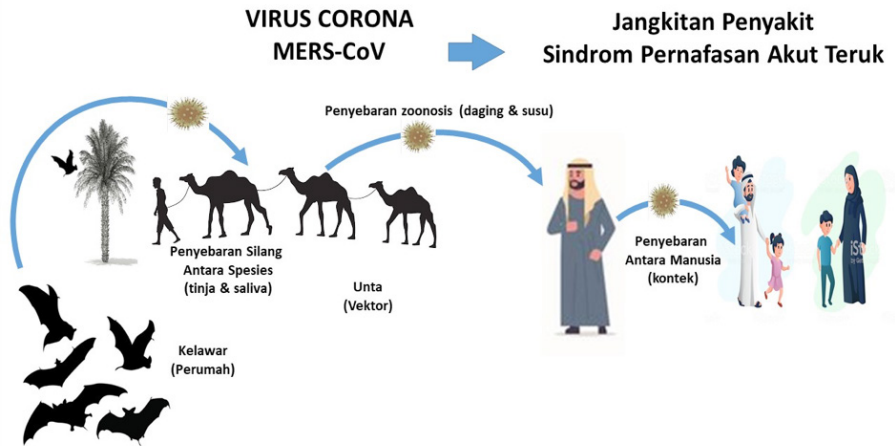 VIRUS CORONA
MERS-CoV
Jangkitan Penyakit
Sindrom Pernafasan Akut Teruk
Penyebaran zoonosis (daging & susu)
Penyebaran Silang
Antara Spesies
(tinja & saliva)
Unta
(Vektor)
Penyebaran
Antara Manusia
(kontek)
Kelawar
(Perumah)